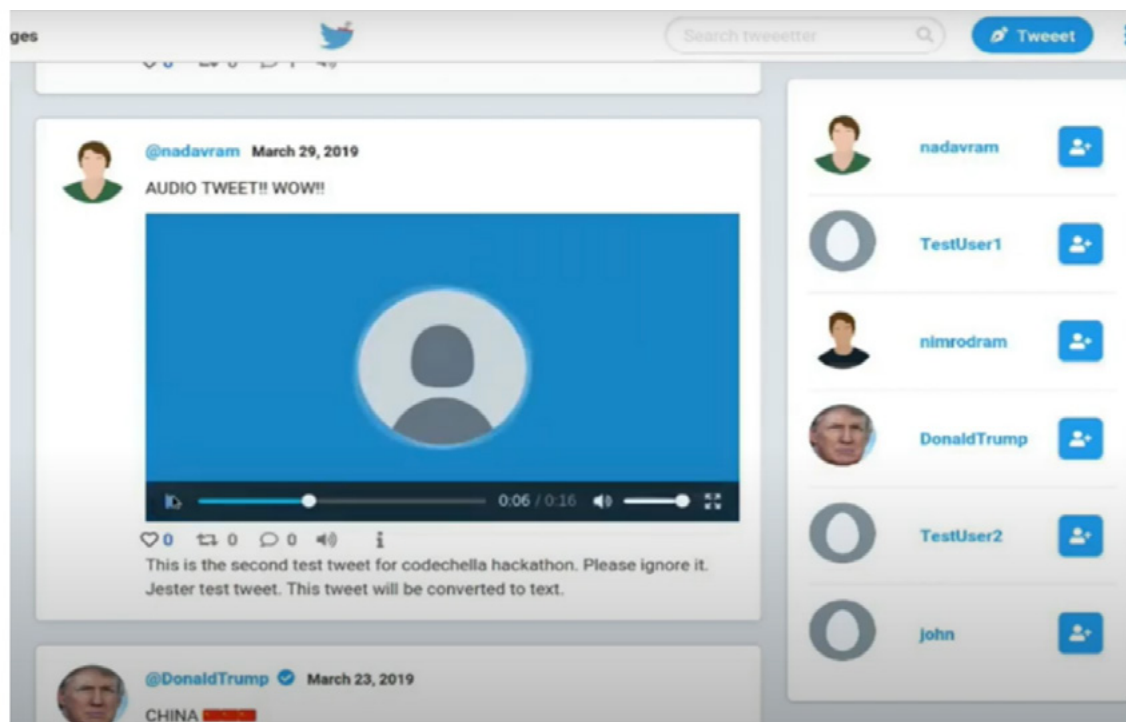 ges
Search tweeetter
Tweeet
@nadavram March 29, 2019
AUDIO TWEET!! WOW!!
0:06 / 0:16
0 0 0
This is the second test tweet for codechella hackathon. Please ignore it.
Jester test tweet. This tweet will be converted to text.
@DonaldTrump March 23, 2019
CHINA
nadavram
TestUser1
nimrodram
DonaldTrump
TestUser2
john